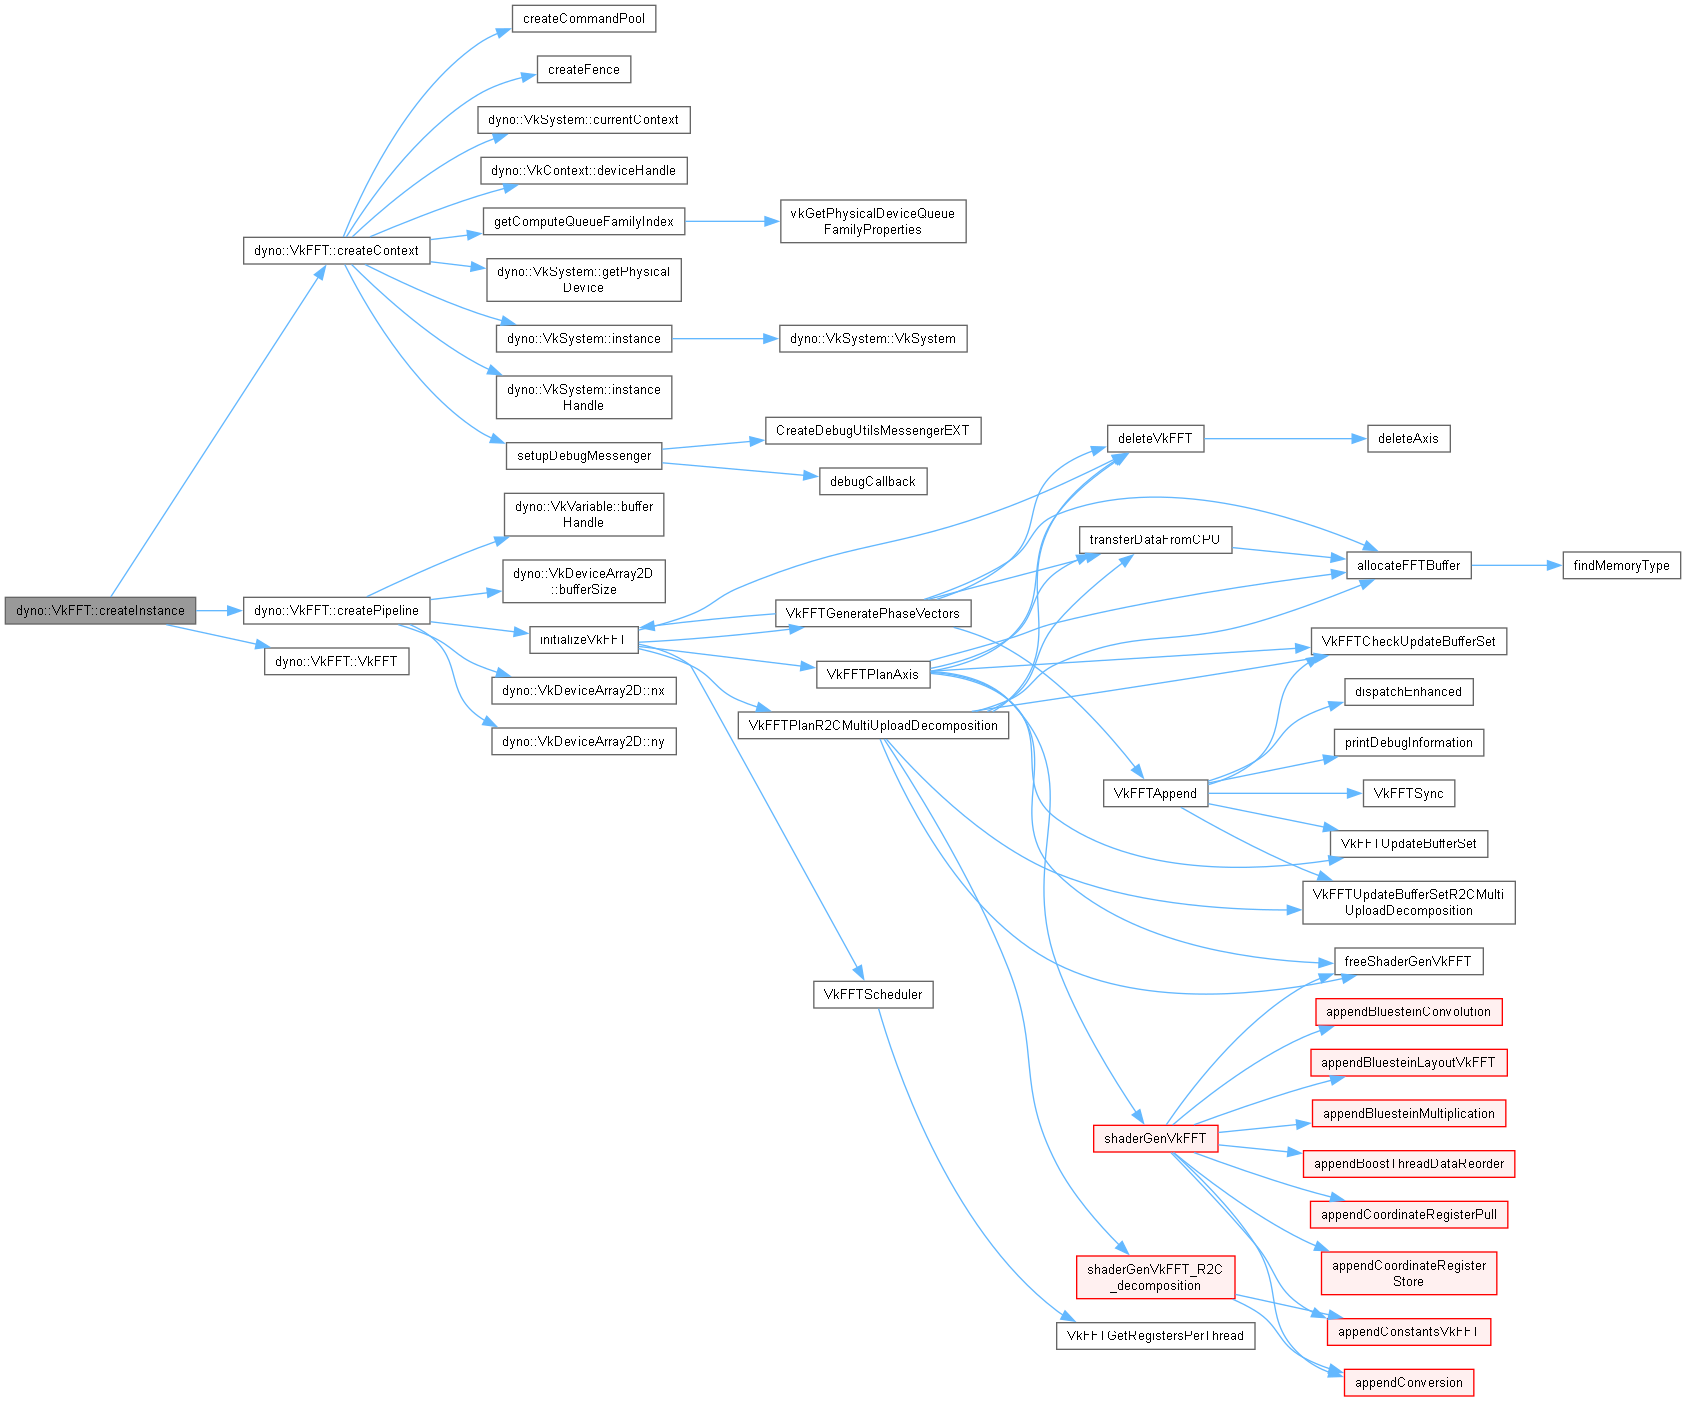 createCommandPool
createFence
dyno::VkSystem::currentContext
dyno::VkContext::deviceHandle
getComputeQueueFamilyIndex
vkGetPhysicalDeviceQueue
FamilyProperties
dyno::VkFFT::createContext
dyno::VkSystem::getPhysical
Device
dyno::VkSystem::instance
dyno::VkSystem::VkSystem
dyno::VkSystem::instance
Handle
setupDebugMessenger
CreateDebugUtilsMessengerEXT
debugCallback
deleteVkFFT
deleteAxis
dyno::VkVariable::buffer
Handle
transferDataFromCPU
allocateFFTBuffer
findMemoryType
dyno::VkDeviceArray2D
::bufferSize
dyno::VkFFT::createInstance
dyno::VkFFT::createPipeline
VkFFTGeneratePhaseVectors
initializeVkFFT
VkFFTCheckUpdateBufferSet
dyno::VkFFT::VkFFT
VkFFTPlanAxis
dyno::VkDeviceArray2D::nx
dispatchEnhanced
VkFFTPlanR2CMultiUploadDecomposition
dyno::VkDeviceArray2D::ny
printDebugInformation
VkFFTAppend
VkFFTSync
VkFFTUpdateBufferSet
VkFFTUpdateBufferSetR2CMulti
UploadDecomposition
freeShaderGenVkFFT
VkFFTScheduler
appendBluesteinConvolution
appendBluesteinLayoutVkFFT
appendBluesteinMultiplication
shaderGenVkFFT
appendBoostThreadDataReorder
appendCoordinateRegisterPull
appendCoordinateRegister
Store
shaderGenVkFFT_R2C
_decomposition
appendConstantsVkFFT
VkFFTGetRegistersPerThread
appendConversion